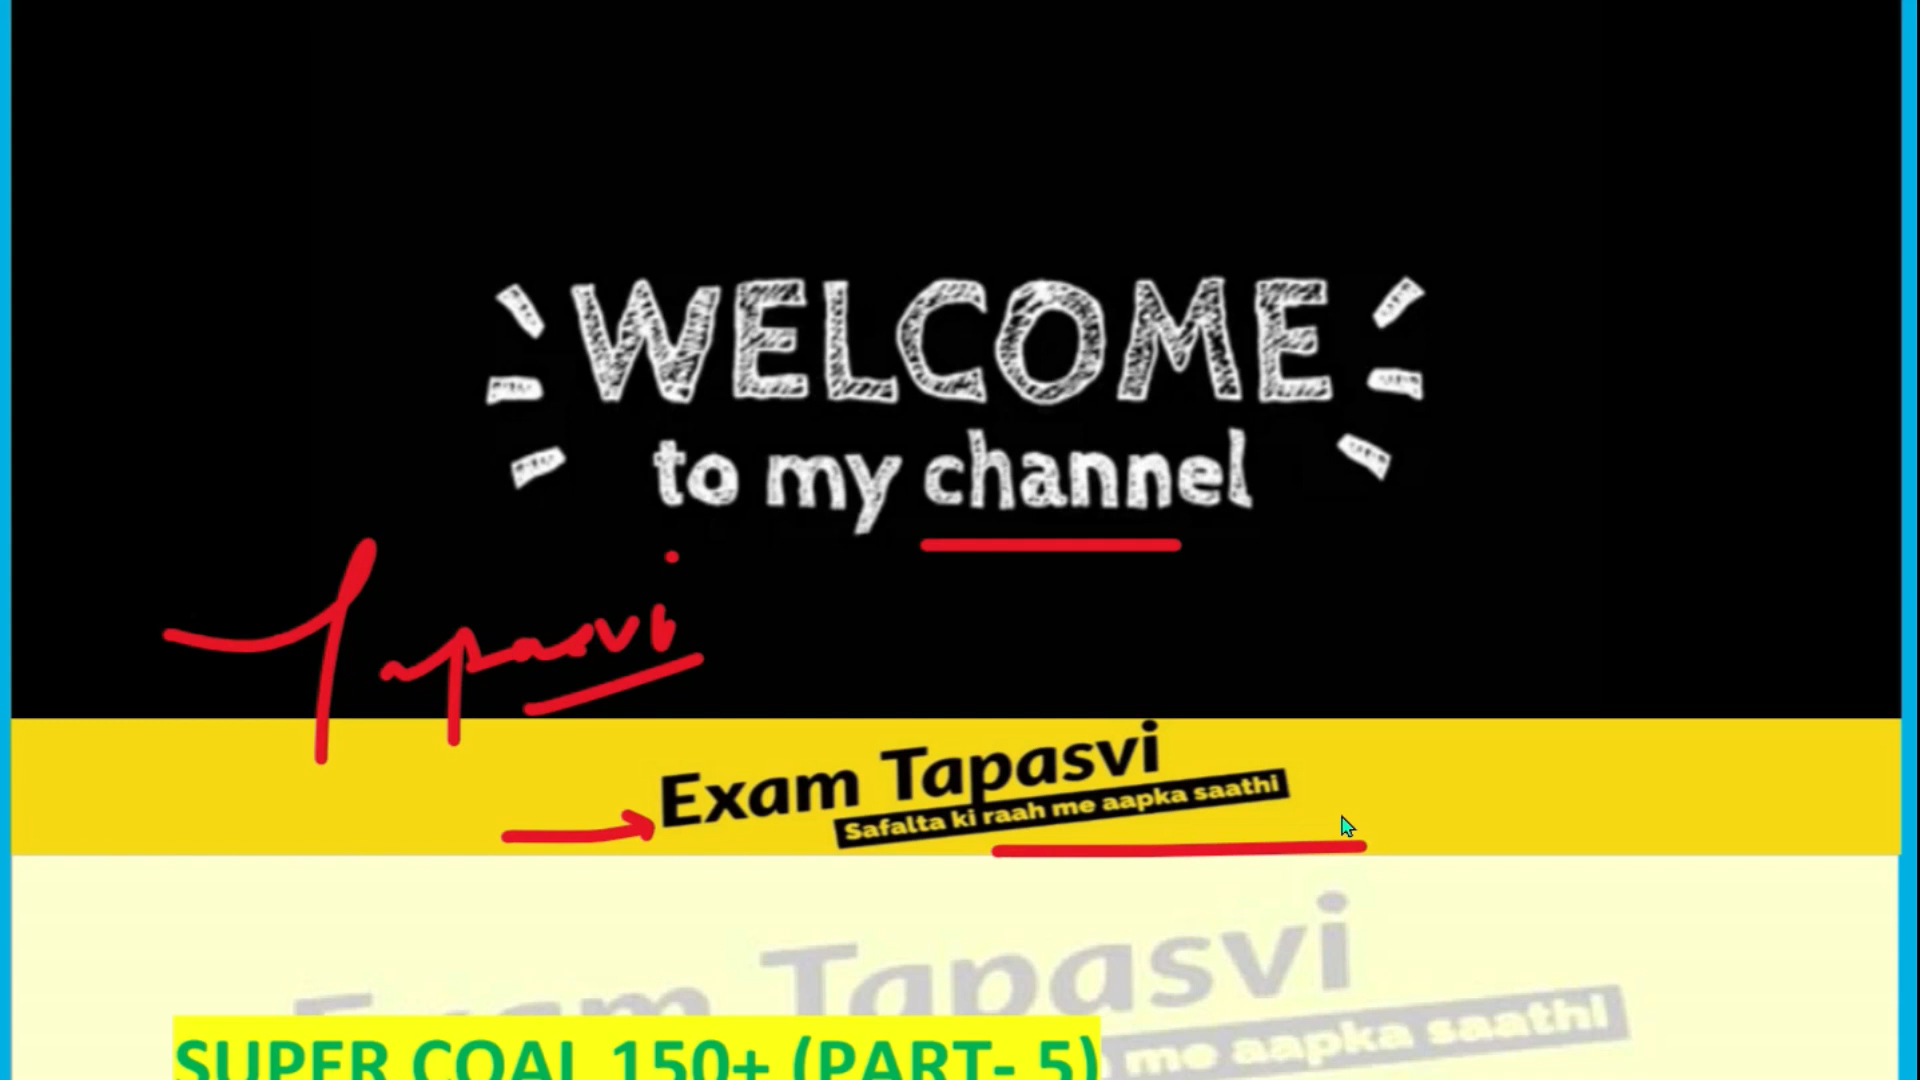 WELCOME
to my channel
Tapasvi
Exam Tapasvi
Safalta ki raah me aapka saathi
Exam Tapasvi
me aapka saathi
SUPER COAL 150+ (PART- 5)